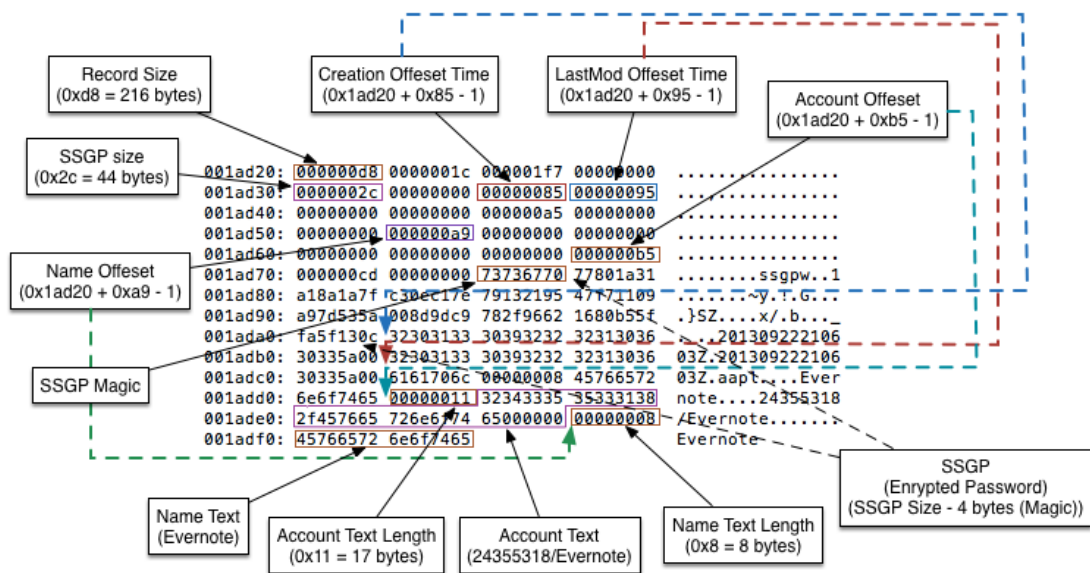 Record Size
(0xd8 = 216 bytes)
Creation Offeset Time
(0x1ad20 + 0x85 - 1)
LastMod Offeset Time
(0x1ad20 + 0x95 - 1)
Account Offeset
(0x1ad20 + 0xb5 - 1)
SSGP size
(0x2c = 44 bytes)
001ad20: 000000d8 0000001c 000001f7 00000000 ................
001ad30: 0000002c 00000000 00000085 00000095 ...,............
001ad40: 00000000 00000000 000000a5 00000000 ................
001ad50: 00000000 000000a9 00000000 00000000 ................
001ad60: 00000000 00000000 00000000 000000b5 ................
001ad70: 000000cd 00000000 73736770 77801a31 ........ssgpw..1
001ad80: a18a1a7f c30ec17e 79132195 47f71109 .......~y.!.G...
001ad90: a97d535a 008d9dc9 782f9662 1680b55f .}SZ....x/.b..._
001ada0: fa5f130c 32303133 30393232 32313036 ._..201309222106
001adb0: 30335a00 32303133 30393232 32313036 03Z.201309222106
001adc0: 30335a00 6161706c 00000008 45766572 03Z.aapl....Ever
001add0: 6e6f7465 00000011 32343335 35333138 note....24355318
001ade0: 2f457665 726e6f74 65000000 00000008 /Evernote.......
001adf0: 45766572 6e6f7465 Evernote
Name Offeset
(0x1ad20 + 0xa9 - 1)
SSGP Magic
Name Text
(Evernote)
Account Text Length
(0x11 = 17 bytes)
Account Text
(24355318/Evernote)
Name Text Length
(0x8 = 8 bytes)
SSGP
(Enrypted Password)
(SSGP Size - 4 bytes (Magic))